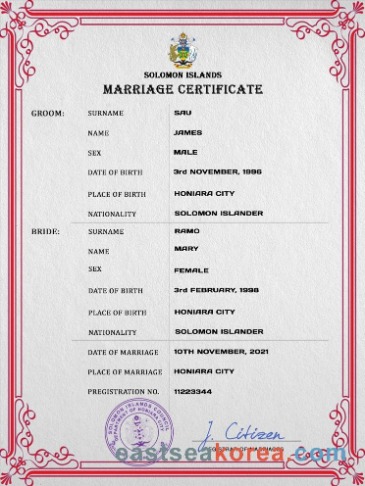 SOLOMON ISLANDS
MARRIAGE CERTIFICATE
GROOM: SURNAME SAU
NAME JAMES
SEX MALE
DATE OF BIRTH 3rd NOVEMBER, 1996
PLACE OF BIRTH HONIARA CITY
NATIONALITY SOLOMON ISLANDER
BRIDE: SURNAME RAMO
NAME MARY
SEX FEMALE
DATE OF BIRTH 3rd FEBRUARY, 1998
PLACE OF BIRTH HONIARA CITY
NATIONALITY SOLOMON ISLANDER
DATE OF MARRIAGE 10TH NOVEMBER, 2021
PLACE OF MARRIAGE HONIARA CITY
PREGISTRATION NO. 11223344
SOLOMON ISLANDS
J. Citizen
REGISTRAR OF MARRIAGES
eastseakorea.com